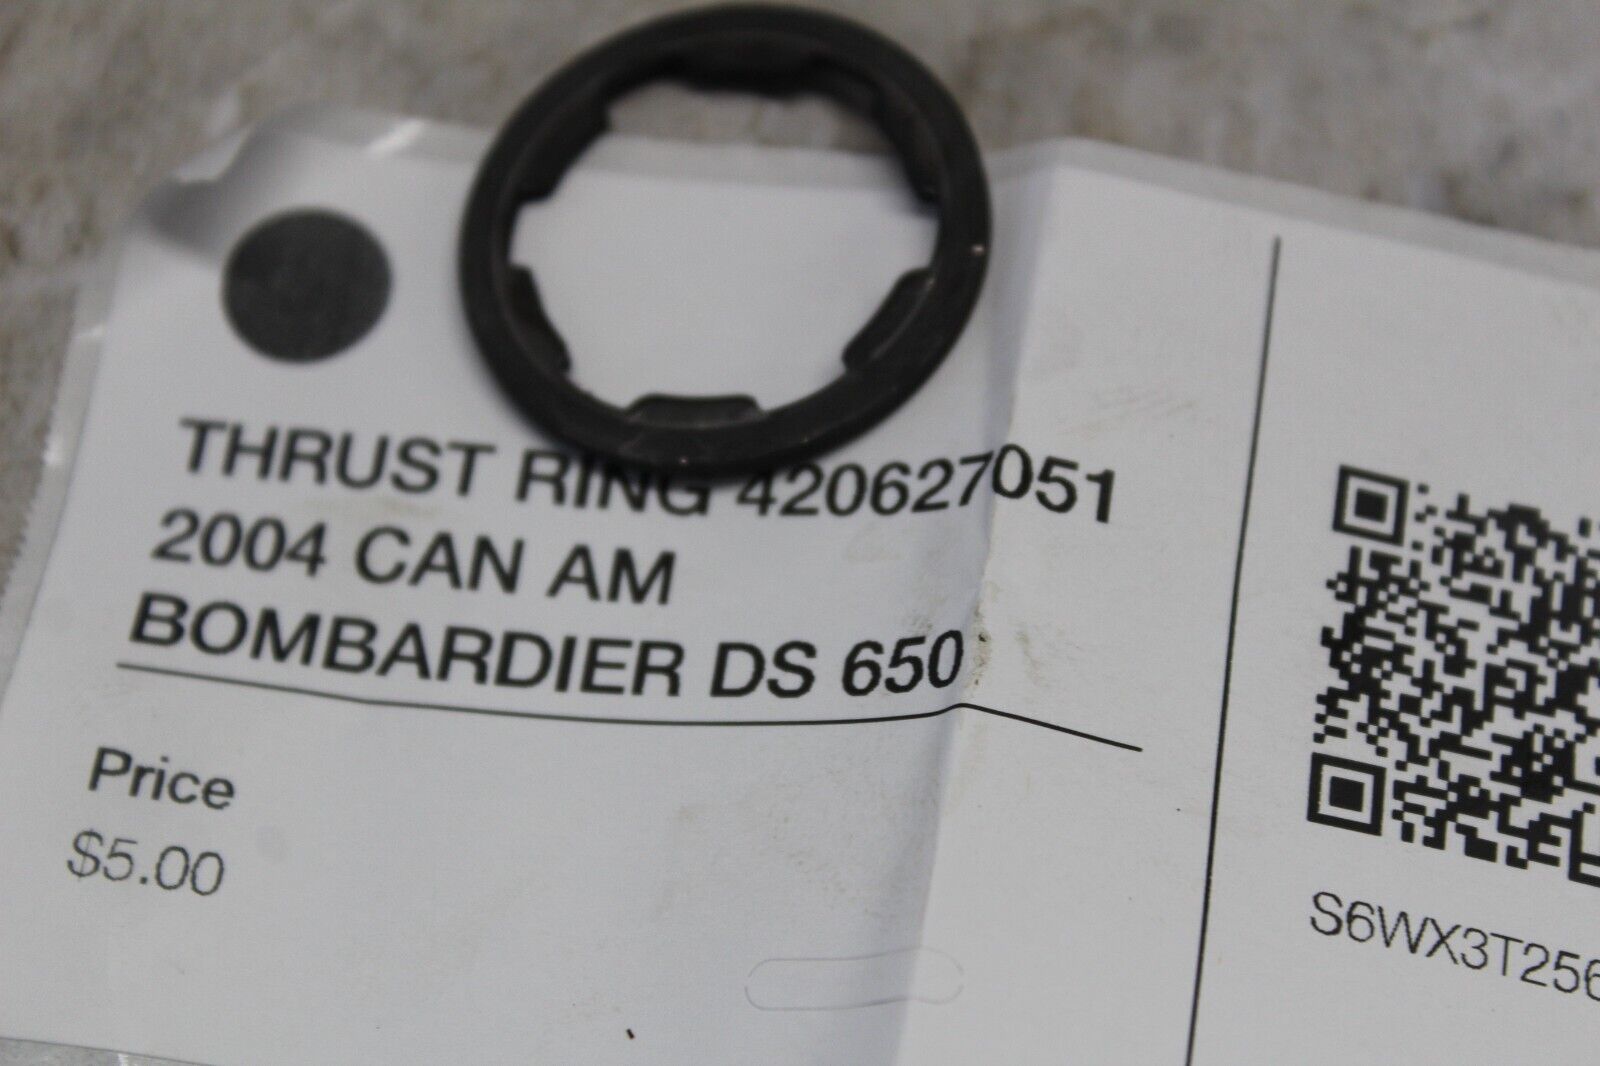 THRUST RING 420627051
2004 CAN AM
BOMBARDIER DS 650
Price
$5.00
S6WX3T256